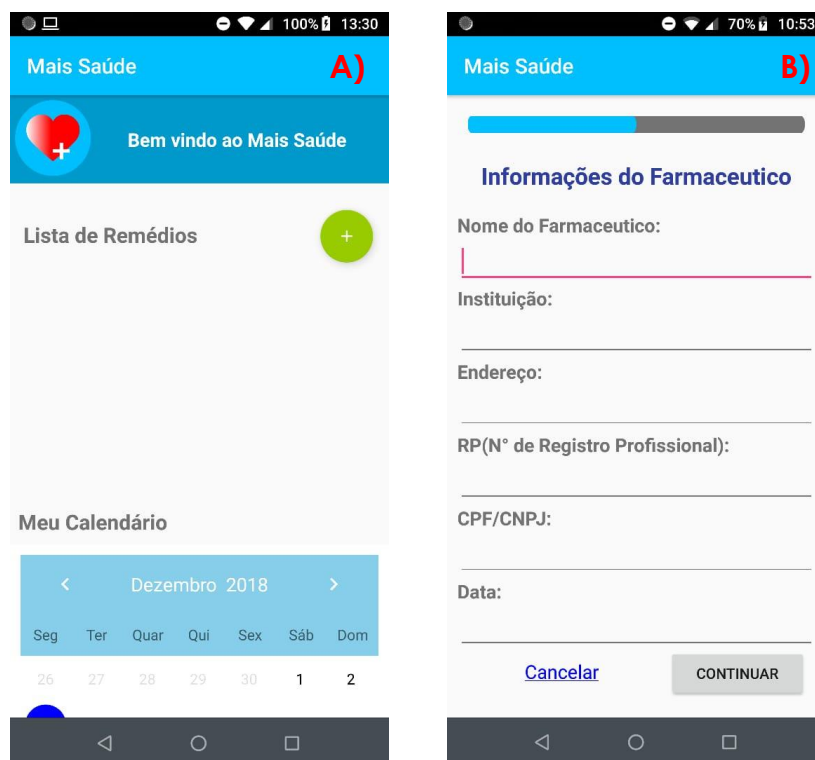 100% 13:30
Mais Saúde A)
Bem vindo ao Mais Saúde
Lista de Remédios +
Meu Calendário
< Dezembro 2018 >
Seg Ter Quar Qui Sex Sáb Dom
26 27 28 29 30 1 2
70% 10:53
Mais Saúde B)
Informações do Farmaceutico
Nome do Farmaceutico:
Instituição:
Endereço:
RP(N° de Registro Profissional):
CPF/CNPJ:
Data:
Cancelar CONTINUAR